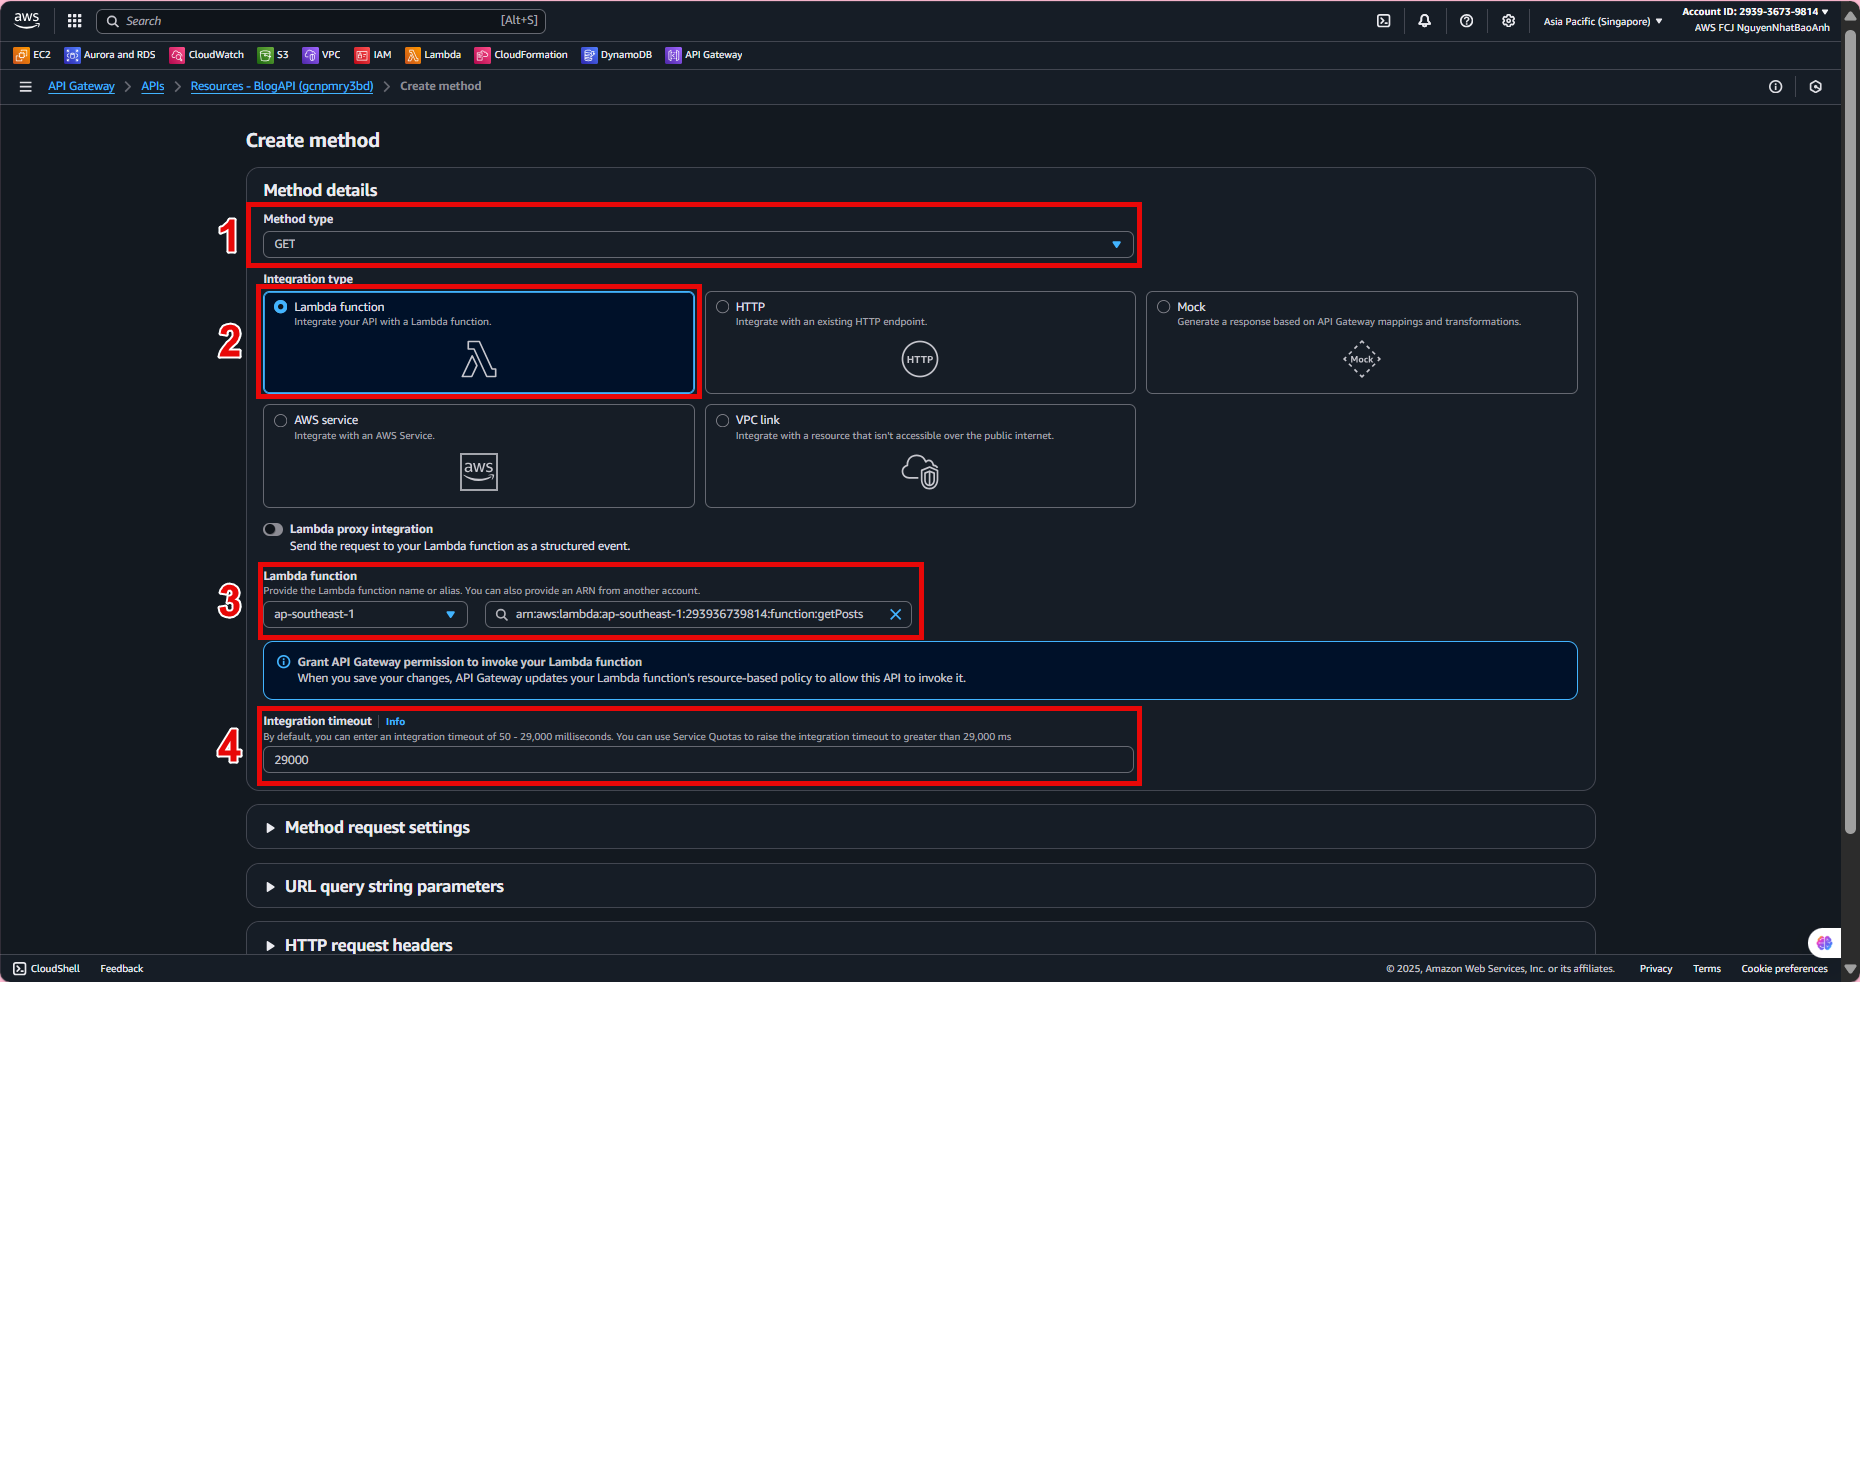 aws
Search [Alt+S]
Asia Pacific (Singapore)
Account ID: 2939-3673-9814
AWS FCJ NguyenNhatBaoAnh
EC2 Aurora and RDS CloudWatch S3 VPC IAM Lambda CloudFormation DynamoDB API Gateway
API Gateway > APIs > Resources - BlogAPI (gcnpmry3bd) > Create method
Create method
Method details
1
Method type
GET
Integration type
2
Lambda function
Integrate your API with a Lambda function.
HTTP
Integrate with an existing HTTP endpoint.
HTTP
Mock
Generate a response based on API Gateway mappings and transformations.
Mock
AWS service
Integrate with an AWS Service.
aws
VPC link
Integrate with a resource that isn't accessible over the public internet.
Lambda proxy integration
Send the request to your Lambda function as a structured event.
3
Lambda function
Provide the Lambda function name or alias. You can also provide an ARN from another account.
ap-southeast-1
arn:aws:lambda:ap-southeast-1:293936739814:function:getPosts
Grant API Gateway permission to invoke your Lambda function
When you save your changes, API Gateway updates your Lambda function's resource-based policy to allow this API to invoke it.
4
Integration timeout Info
By default, you can enter an integration timeout of 50 - 29,000 milliseconds. You can use Service Quotas to raise the integration timeout to greater than 29,000 ms
29000
Method request settings
URL query string parameters
HTTP request headers
CloudShell Feedback
© 2025, Amazon Web Services, Inc. or its affiliates. Privacy Terms Cookie preferences